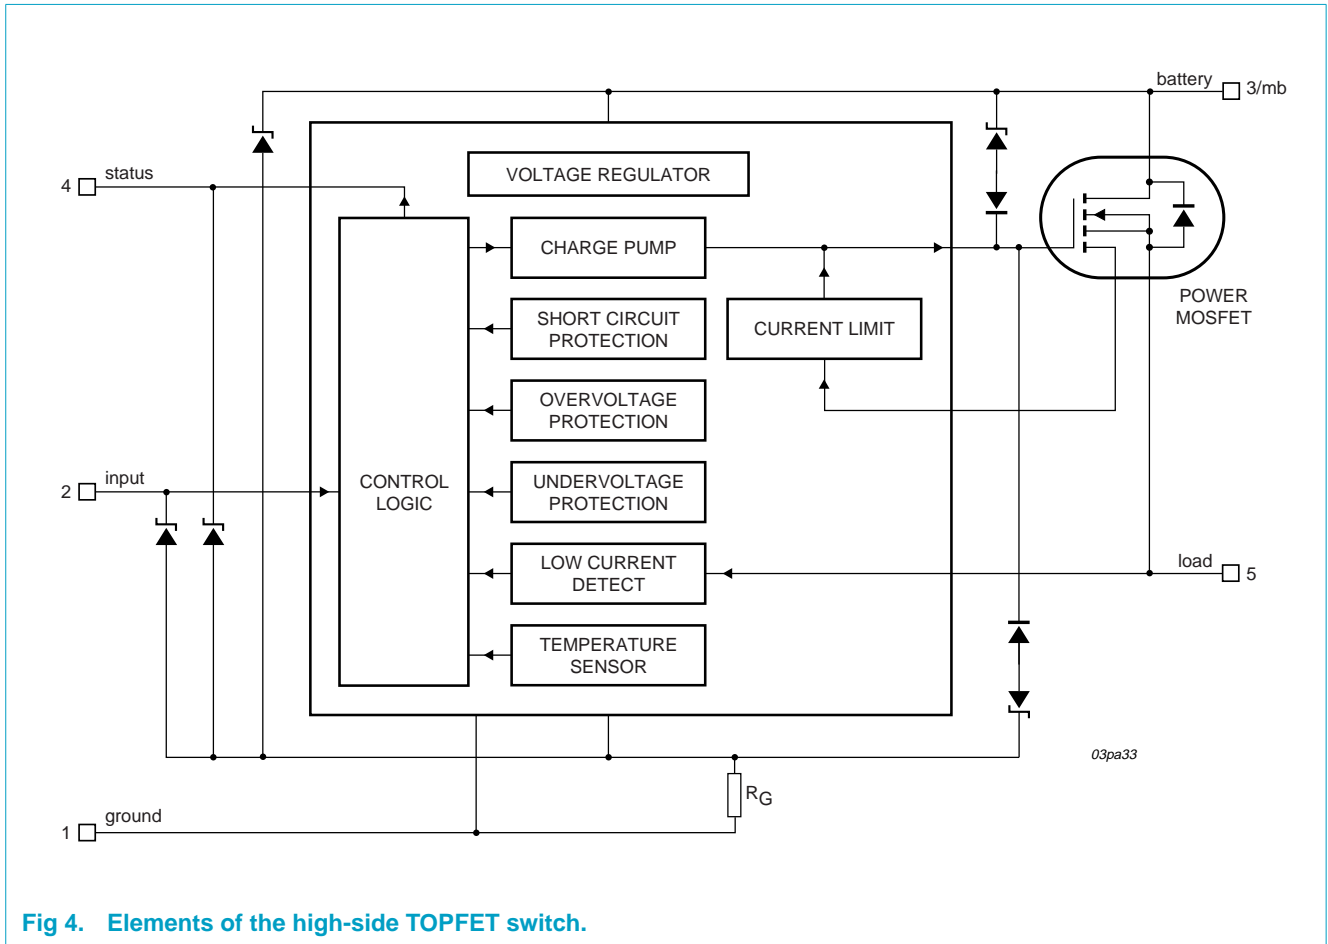 battery
3/mb
VOLTAGE REGULATOR
4
status
CHARGE PUMP
POWER
MOSFET
SHORT CIRCUIT
PROTECTION
CURRENT LIMIT
OVERVOLTAGE
PROTECTION
2
input
CONTROL
LOGIC
UNDERVOLTAGE
PROTECTION
LOW CURRENT
DETECT
load
5
TEMPERATURE
SENSOR
03pa33
RG
1
ground
Fig 4. Elements of the high-side TOPFET switch.